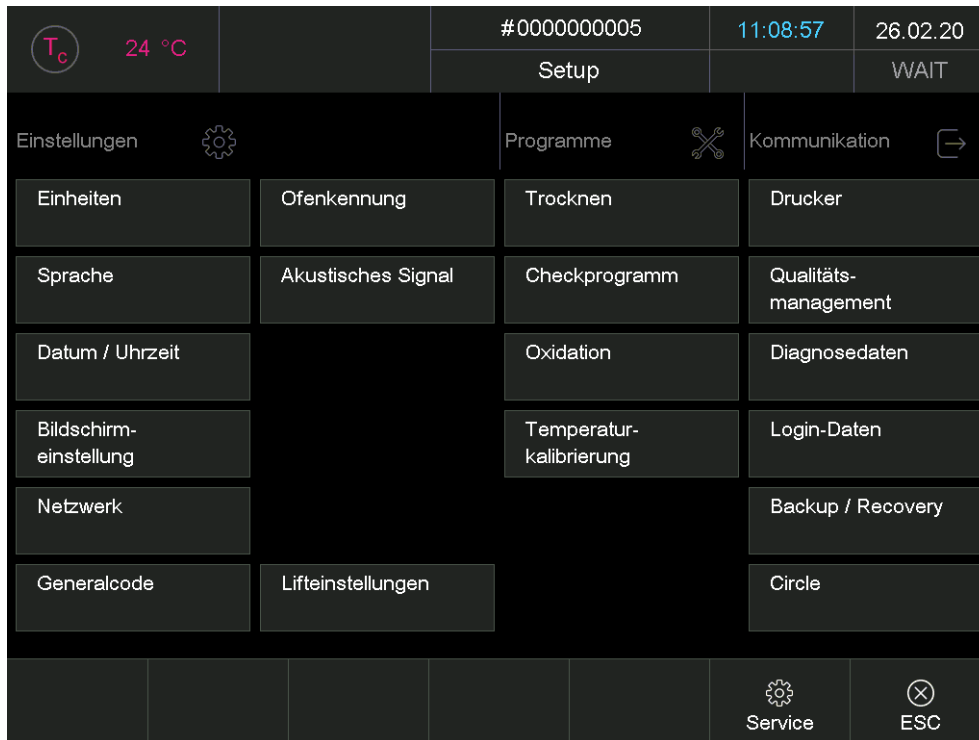 Tc 24 °C #0000000005 11:08:57 26.02.20
Setup WAIT
Einstellungen Programme Kommunikation
Einheiten Ofenkennung Trocknen Drucker
Sprache Akustisches Signal Checkprogramm Qualitäts-
management
Datum / Uhrzeit Oxidation Diagnosedaten
Bildschirm-
einstellung
Temperatur-
kalibrierung
Login-Daten
Netzwerk Backup / Recovery
Generalcode Lifteinstellungen Circle
Service ESC